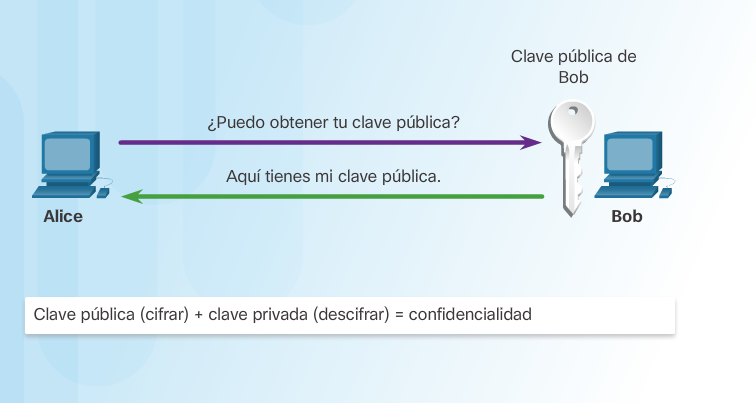 Clave pública de
Bob
¿Puedo obtener tu clave pública?
Aquí tienes mi clave pública.
Alice
Bob
Clave pública (cifrar) + clave privada (descifrar) = confidencialidad